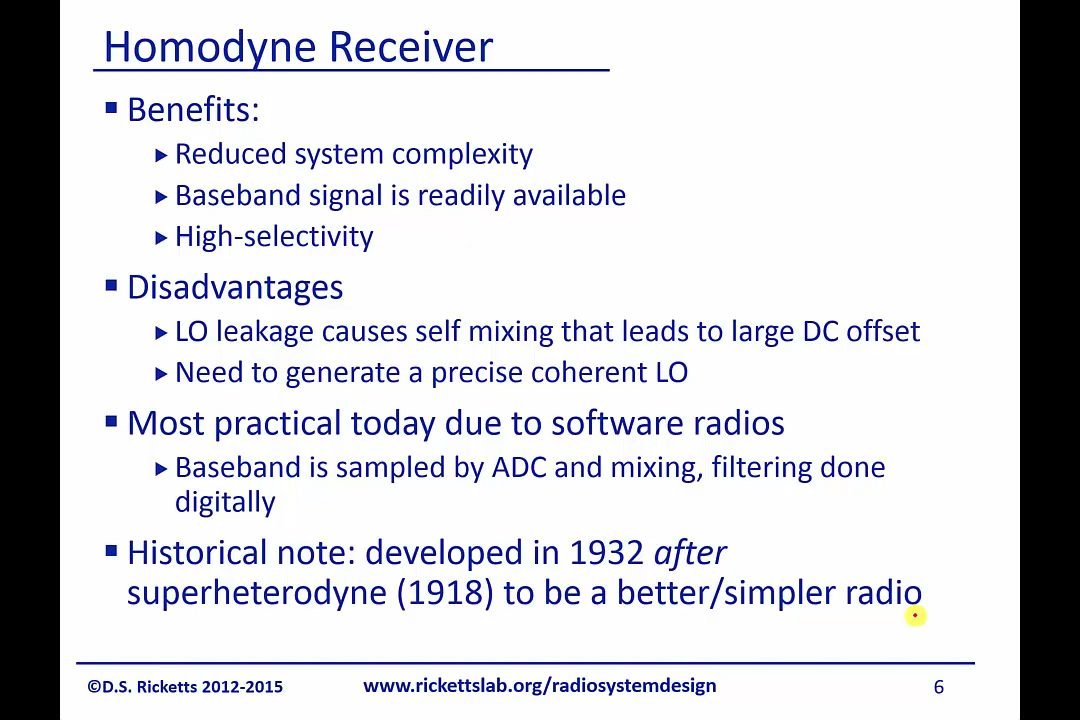 Homodyne Receiver
Benefits:
Reduced system complexity
Baseband signal is readily available
High-selectivity
Disadvantages
LO leakage causes self mixing that leads to large DC offset
Need to generate a precise coherent LO
Most practical today due to software radios
Baseband is sampled by ADC and mixing, filtering done
digitally
Historical note: developed in 1932 after
superheterodyne (1918) to be a better/simpler radio
©D.S. Ricketts 2012-2015 www.rickettslab.org/radiosystemdesign 6